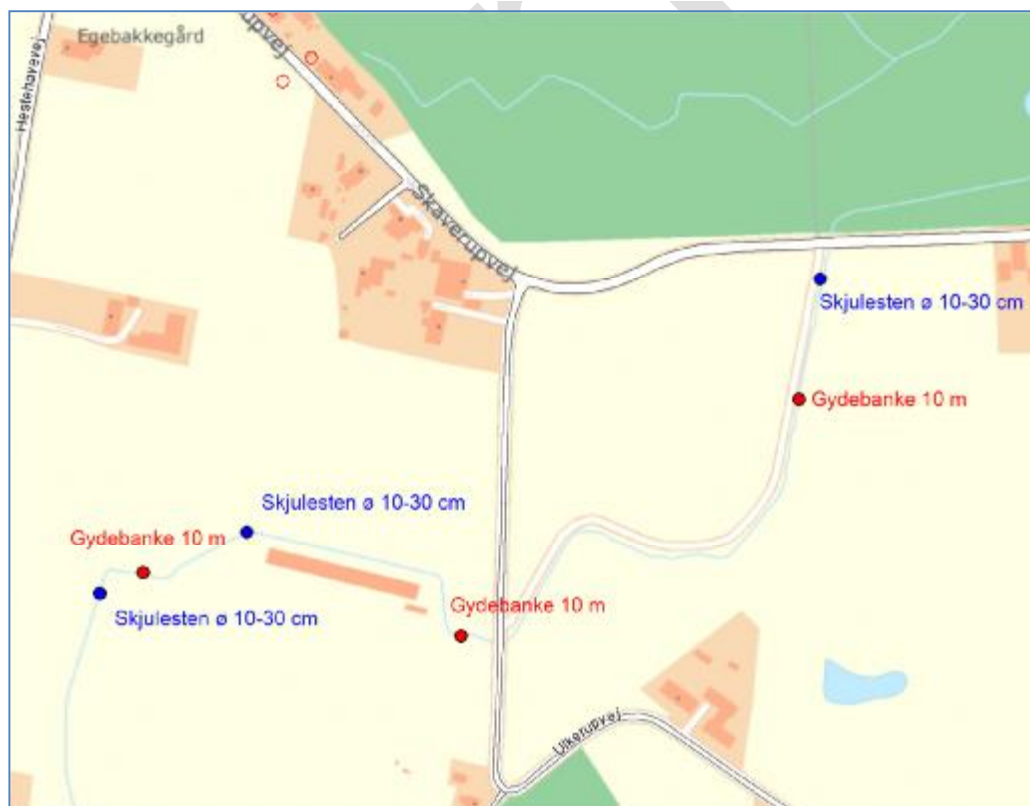 Egebakkegård
upvej
Hestehavevej
Skaverupvej
Skjulesten ø 10-30 cm
Gydebanke 10 m
Skjulesten ø 10-30 cm
Gydebanke 10 m
Gydebanke 10 m
Skjulesten ø 10-30 cm
Ulkerupvej